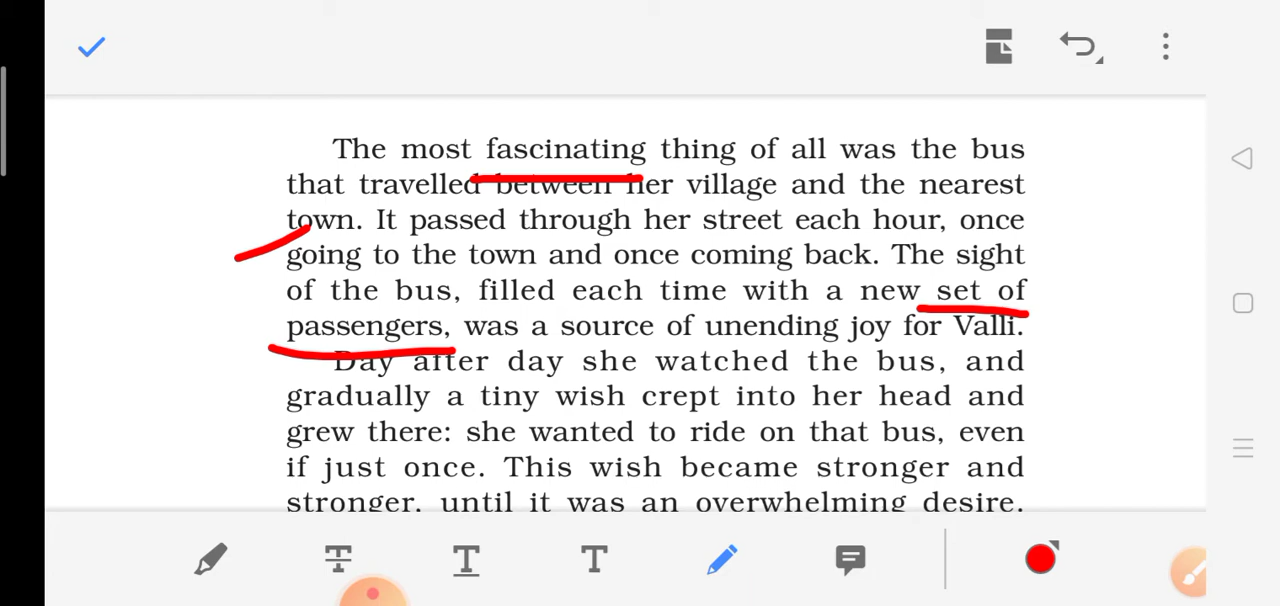 The most fascinating thing of all was the bus
that travelled between her village and the nearest
town. It passed through her street each hour, once
going to the town and once coming back. The sight
of the bus, filled each time with a new set of
passengers, was a source of unending joy for Valli.
Day after day she watched the bus, and
gradually a tiny wish crept into her head and
grew there: she wanted to ride on that bus, even
if just once. This wish became stronger and
stronger, until it was an overwhelming desire.
T
T
T